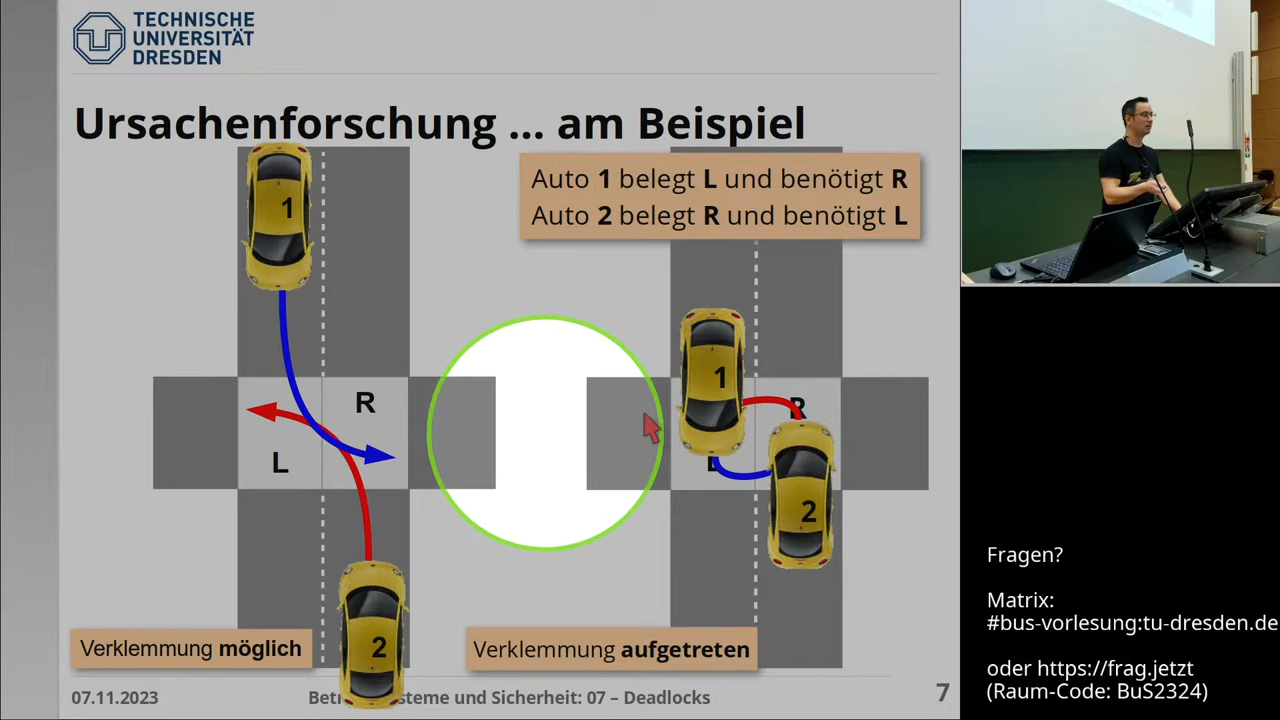 TECHNISCHE
UNIVERSITÄT
DRESDEN
Ursachenforschung ... am Beispiel
Auto 1 belegt L und benötigt R
Auto 2 belegt R und benötigt L
1
R
L
2
1
R
2
Verklemmung möglich
Verklemmung aufgetreten
07.11.2023
und Sicherheit: 07 – Deadlocks
7
Fragen?
Matrix:
#bus-vorlesung:tu-dresden.de
oder https://frag.jetzt
(Raum-Code: BuS2324)